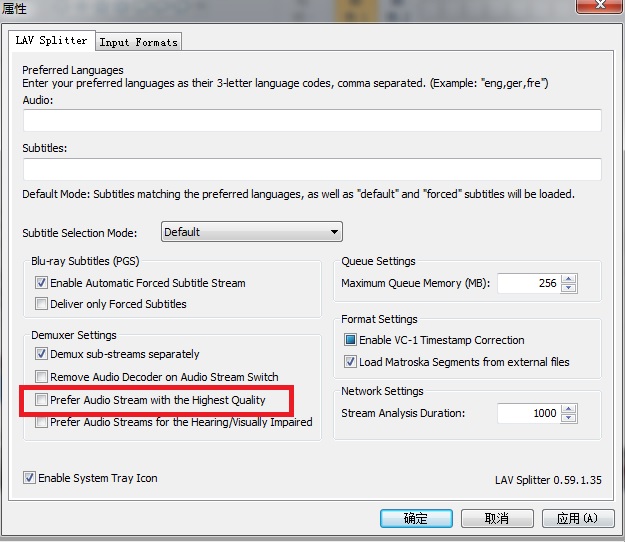 属性
LAV Splitter
Input Formats
Preferred Languages
Enter your preferred languages as their 3-letter language codes, comma separated. (Example: "eng,ger,fre")
Audio:
Subtitles:
Default Mode: Subtitles matching the preferred languages, as well as "default" and "forced" subtitles will be loaded.
Subtitle Selection Mode: Default
Blu-ray Subtitles (PGS)
Enable Automatic Forced Subtitle Stream
Deliver only Forced Subtitles
Demuxer Settings
Demux sub-streams separately
Remove Audio Decoder on Audio Stream Switch
Prefer Audio Stream with the Highest Quality
Prefer Audio Streams for the Hearing/Visually Impaired
Queue Settings
Maximum Queue Memory (MB): 256
Format Settings
Enable VC-1 Timestamp Correction
Load Matroska Segments from external files
Network Settings
Stream Analysis Duration: 1000
Enable System Tray Icon
LAV Splitter 0.59.1.35
确定
取消
应用(A)